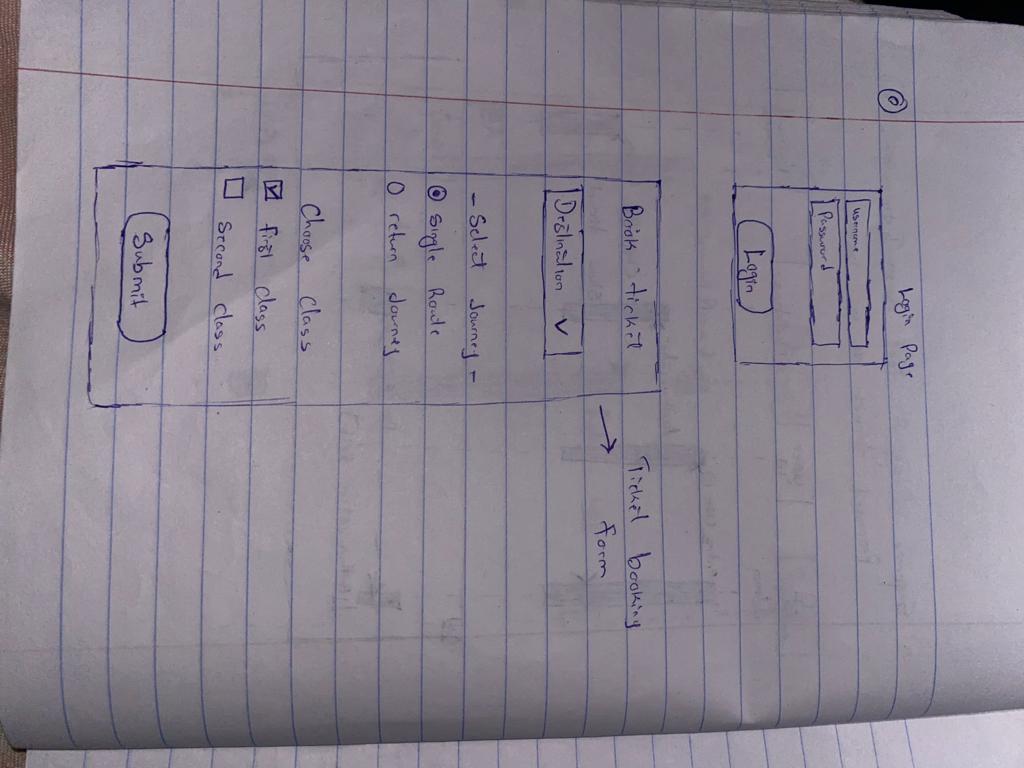 Login Page
username
Password
Login
Book ticket
Ticket booking
form
Destination
- Select Journey -
Single Route
return Journey
Choose Class
first class
Second class
Submit